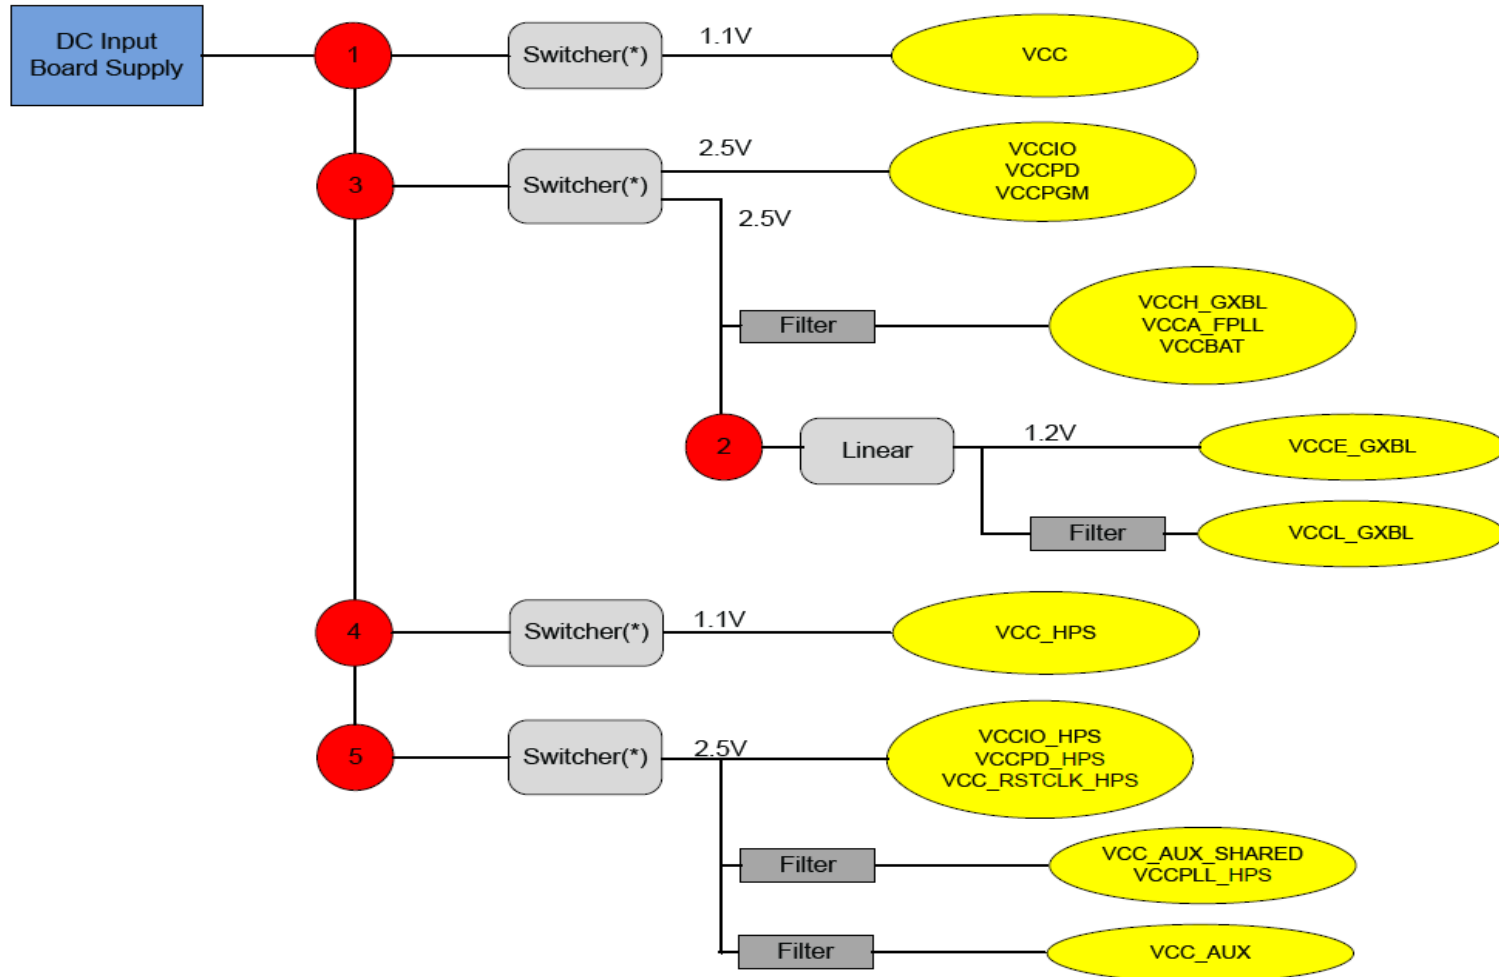 DC Input
Board Supply
1
Switcher(*)
1.1V
VCC
3
Switcher(*)
2.5V
VCCIO
VCCPD
VCCPGM
2.5V
Filter
VCCH_GXBL
VCCA_FPLL
VCCBAT
2
Linear
1.2V
VCCE_GXBL
Filter
VCCL_GXBL
4
Switcher(*)
1.1V
VCC_HPS
5
Switcher(*)
2.5V
VCCIO_HPS
VCCPD_HPS
VCC_RSTCLK_HPS
Filter
VCC_AUX_SHARED
VCCPLL_HPS
Filter
VCC_AUX